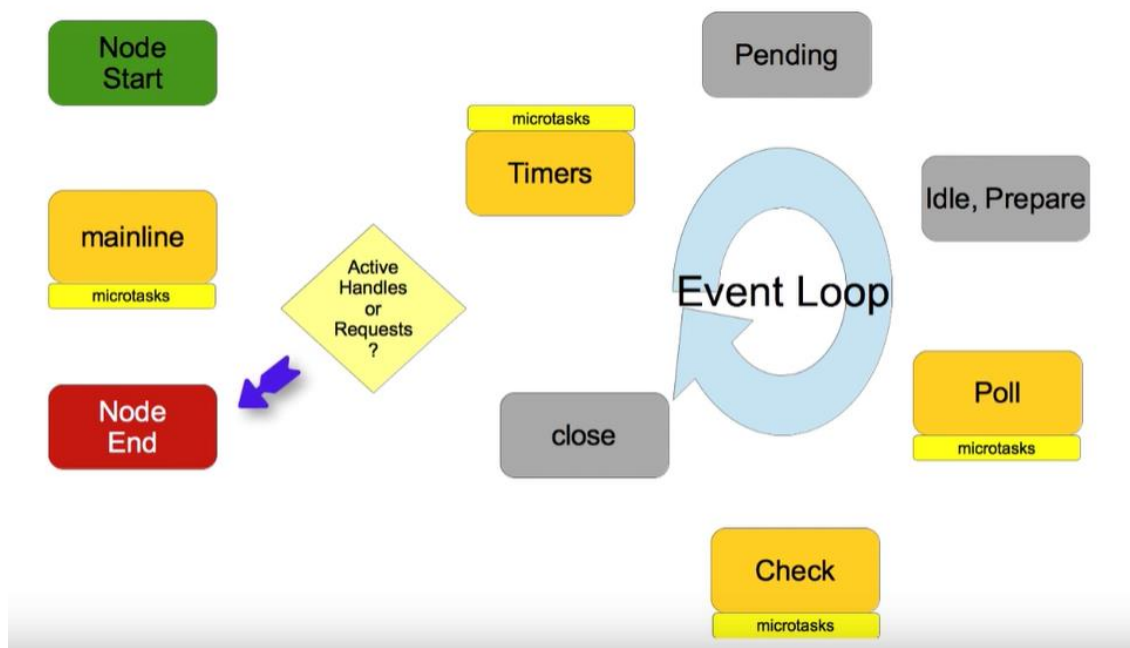 Node
Start
mainline
microtasks
Node
End
Active
Handles
or
Requests
?
microtasks
Timers
Pending
Idle, Prepare
Event Loop
Poll
microtasks
close
Check
microtasks